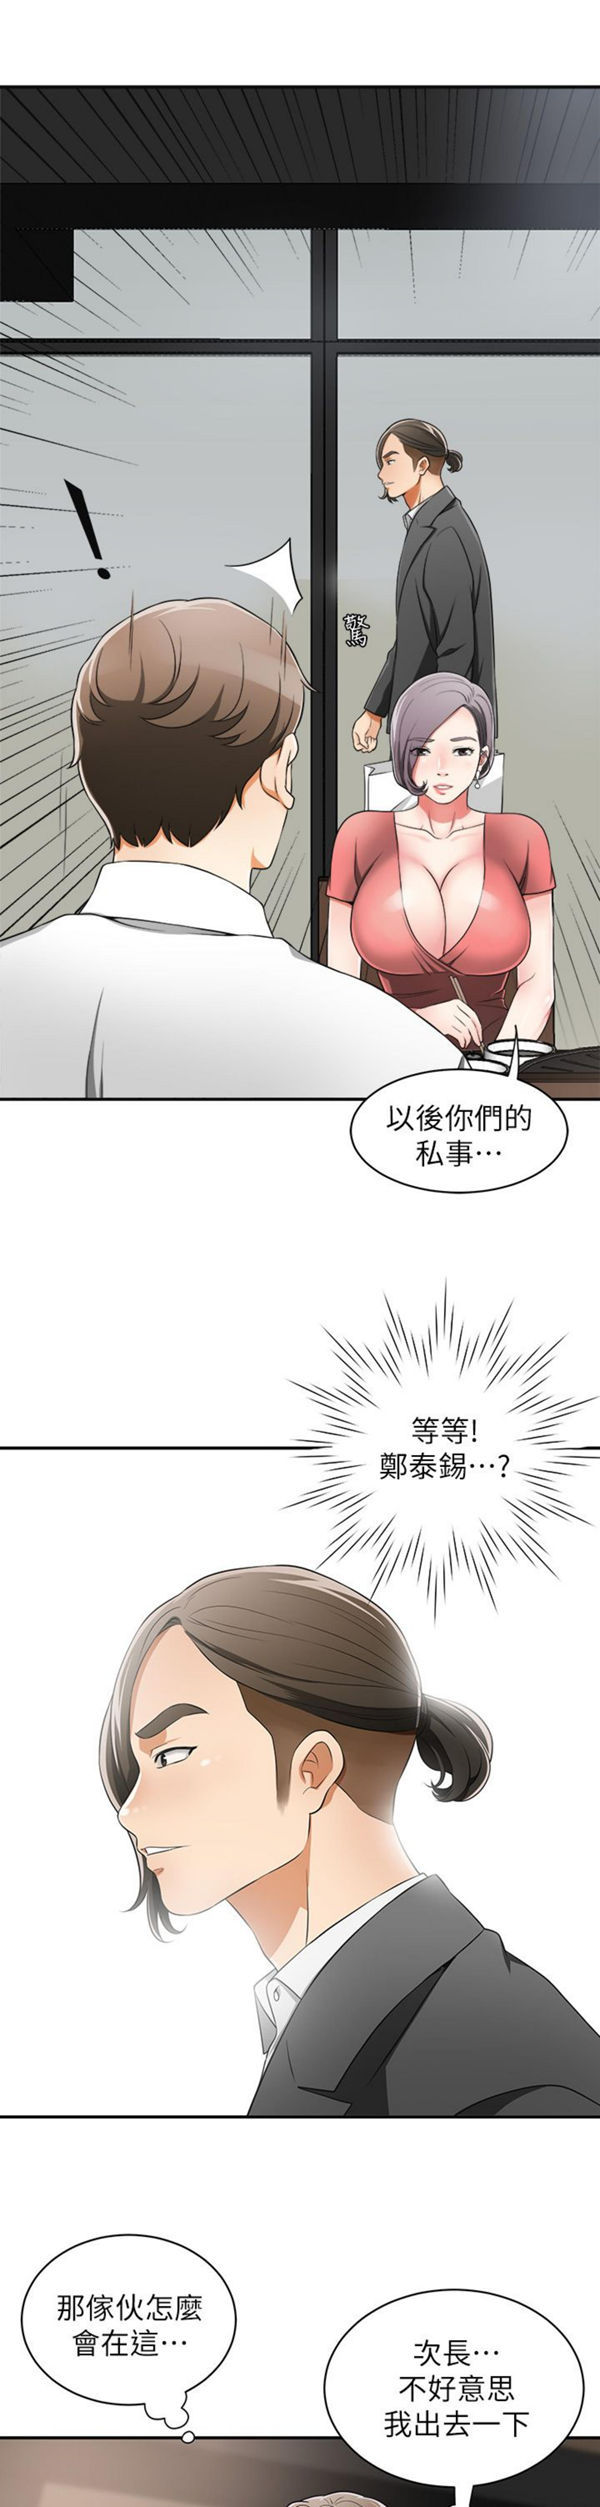 驚
以後你們的
私事⋯
等等!
鄭泰錫⋯?
那傢伙怎麼
會在這⋯
次長⋯
不好意思
我出去一下